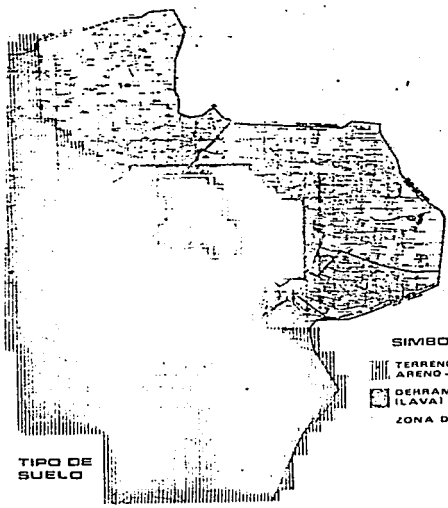 SIMBO
TERRENO
ARENO-
DERRAM
(LAVA)
ZONA D
TIPO DE
SUELO